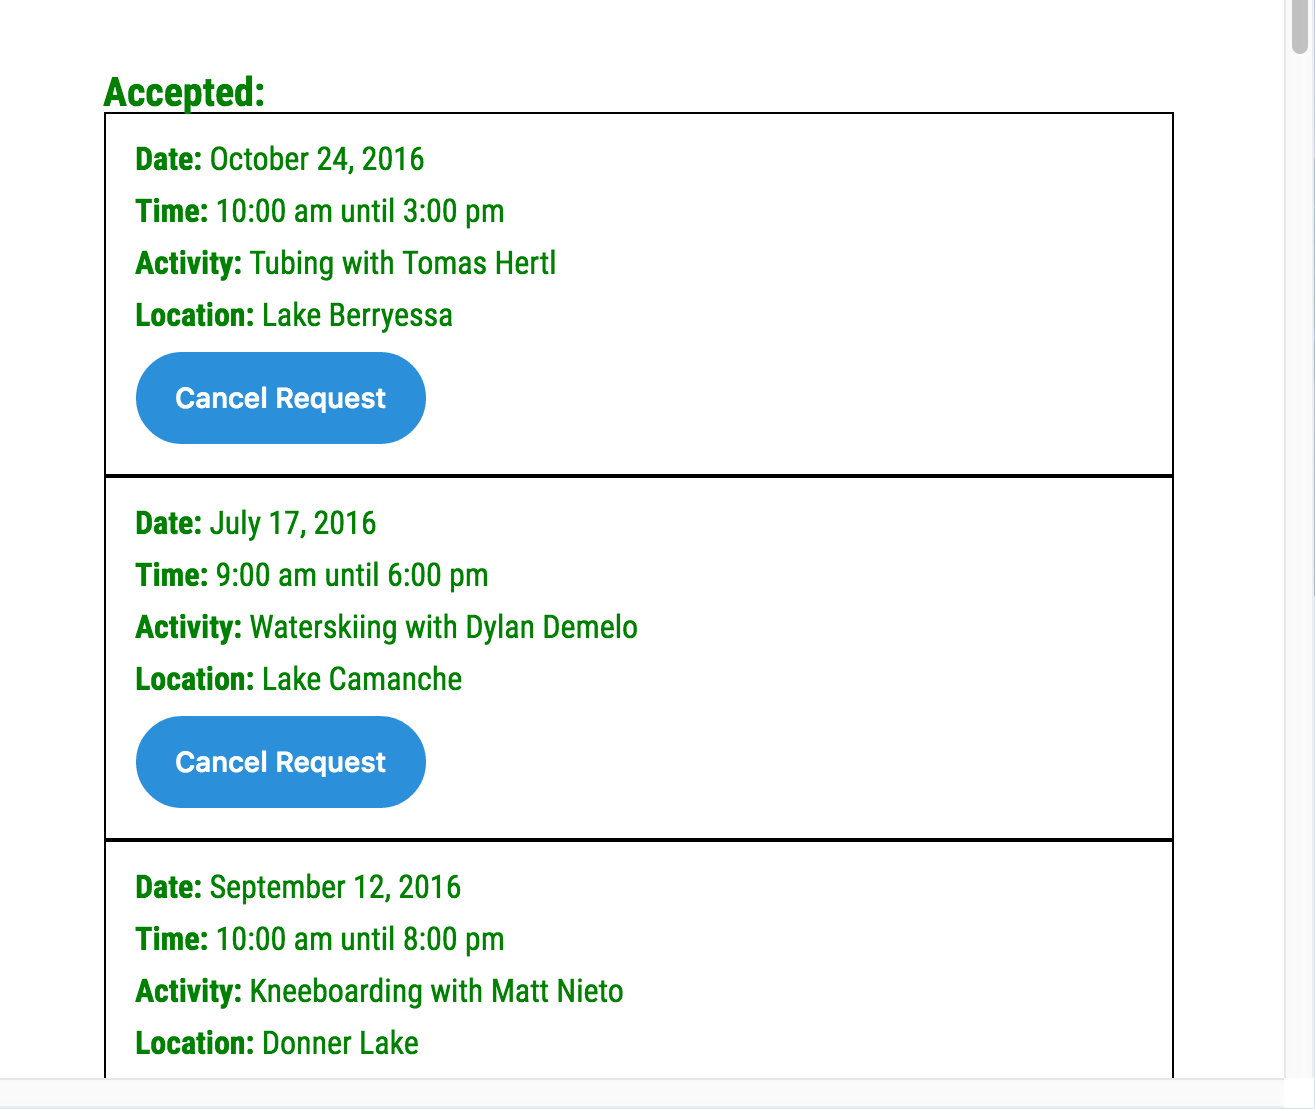 Accepted:
Date: October 24, 2016
Time: 10:00 am until 3:00 pm
Activity: Tubing with Tomas Hertl
Location: Lake Berryessa
Cancel Request
Date: July 17, 2016
Time: 9:00 am until 6:00 pm
Activity: Waterskiing with Dylan Demelo
Location: Lake Camanche
Cancel Request
Date: September 12, 2016
Time: 10:00 am until 8:00 pm
Activity: Kneeboarding with Matt Nieto
Location: Donner Lake